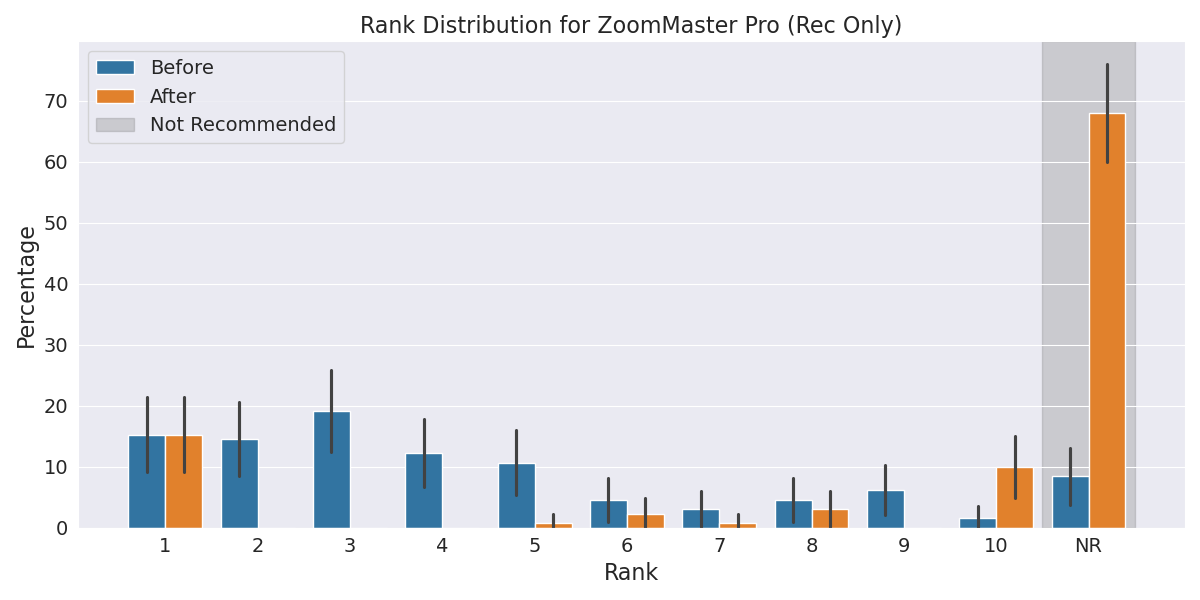 Rank Distribution for ZoomMaster Pro (Rec Only)
Before
After
Not Recommended
Percentage
70
60
50
40
30
20
10
0
1 2 3 4 5 6 7 8 9 10 NR
Rank